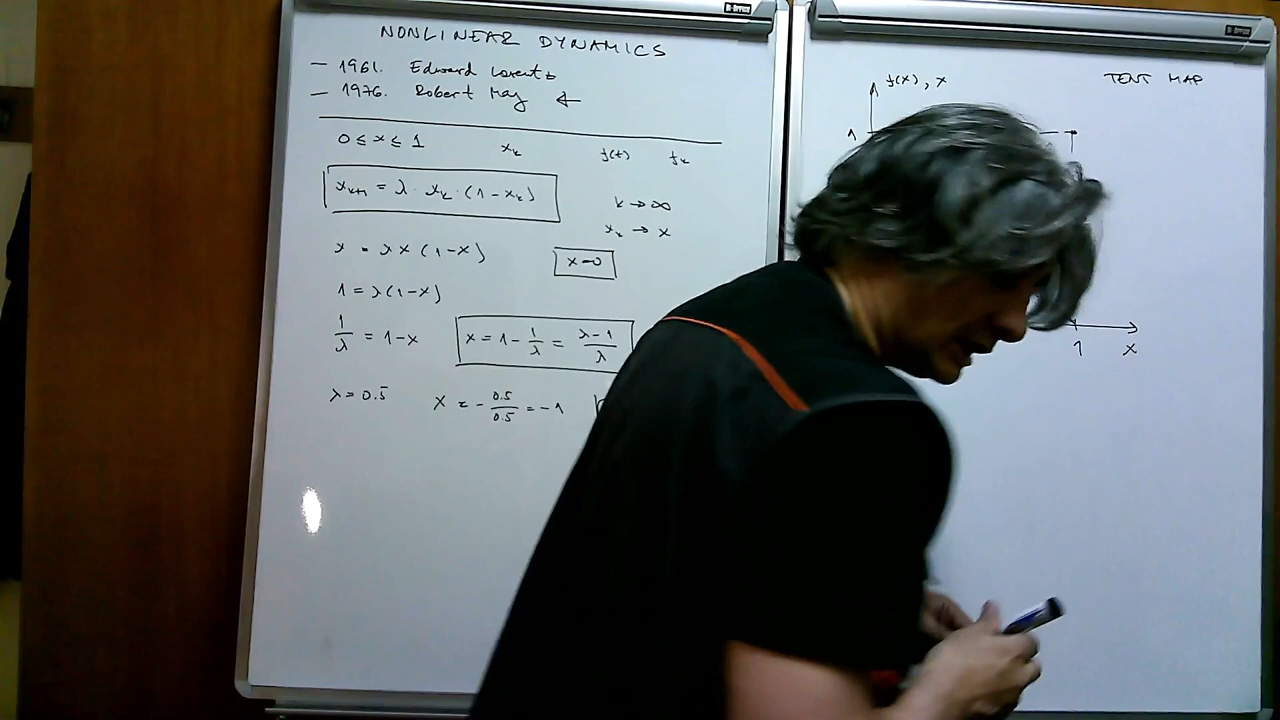 NONLINEAR DYNAMICS
— 1961. Edward Lorentz
— 1976. Robert May ←
0 ≤ x ≤ 1 xₖ f(t) fₖ
xₖ₊₁ = λ · xₖ · (1 - xₖ)
k → ∞
xₖ → x
x = λx(1-x) x=0
1 = λ(1-x)
1/λ = 1-x x = 1 - 1/λ = λ-1/λ
λ = 0.5 x = - 0.5/0.5 = -1
TENT MAP
f(x), x
1
1 x